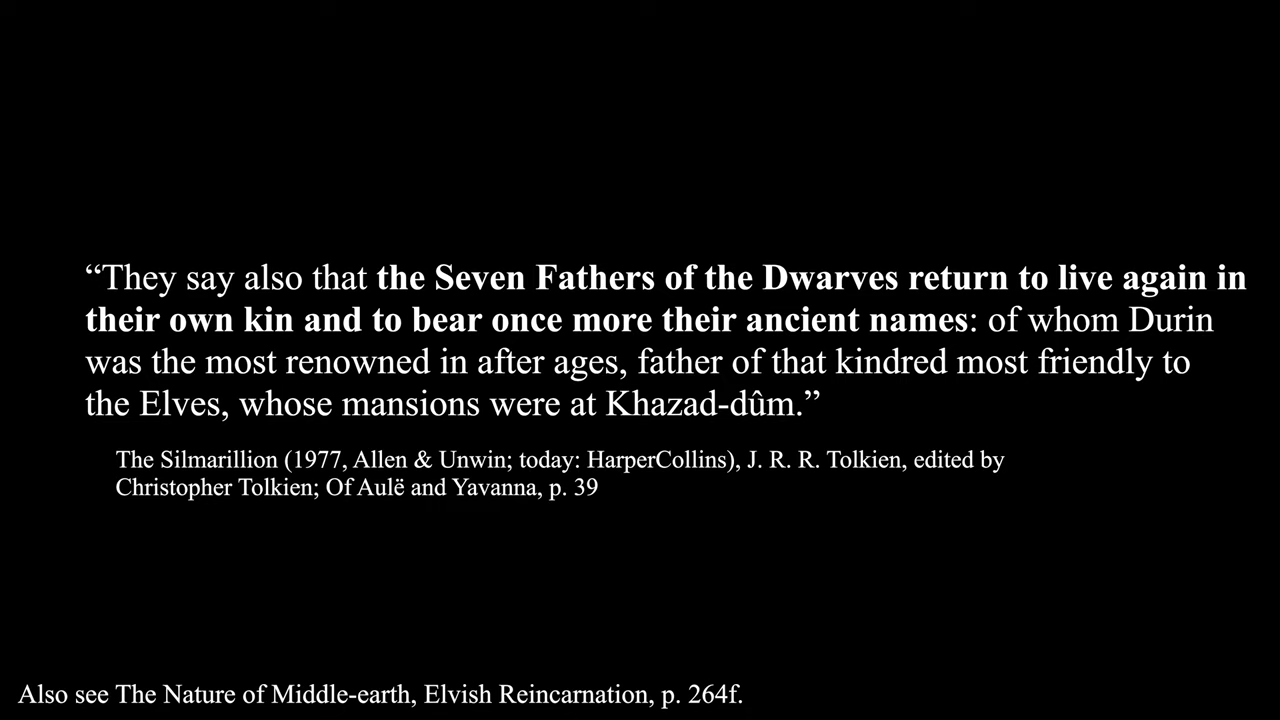 “They say also that the Seven Fathers of the Dwarves return to live again in
their own kin and to bear once more their ancient names: of whom Durin
was the most renowned in after ages, father of that kindred most friendly to
the Elves, whose mansions were at Khazad-dûm.”
The Silmarillion (1977, Allen & Unwin; today: HarperCollins), J. R. R. Tolkien, edited by
Christopher Tolkien; Of Aulë and Yavanna, p. 39
Also see The Nature of Middle-earth, Elvish Reincarnation, p. 264f.